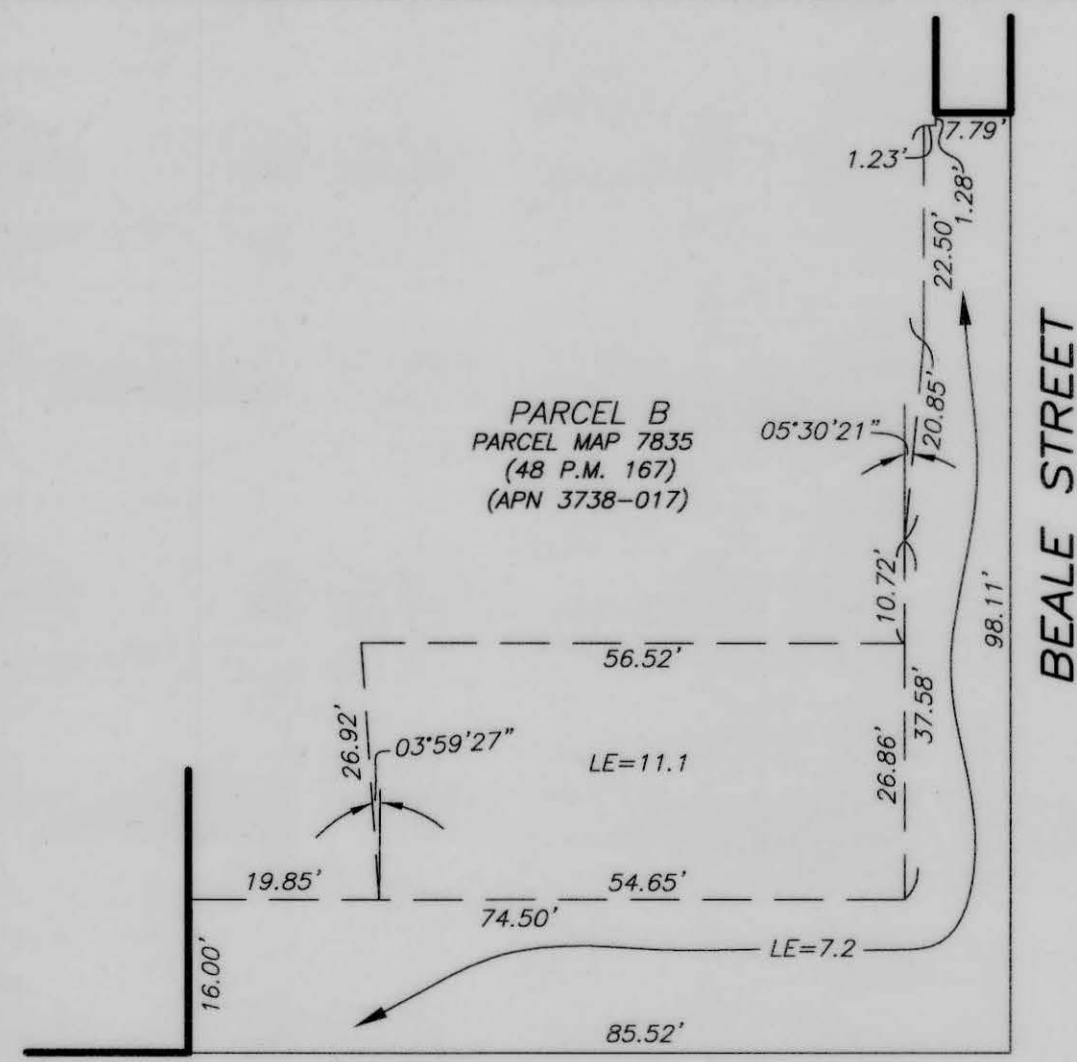 7.79'
1.23'
1.28'
22.50'
BEALE STREET
PARCEL B
PARCEL MAP 7835
(48 P.M. 167)
(APN 3738-017)
05°30'21"
20.85'
10.72'
98.11'
56.52'
37.58'
26.92'
03°59'27"
LE=11.1
26.86'
19.85'
54.65'
74.50'
16.00'
LE=7.2
85.52'